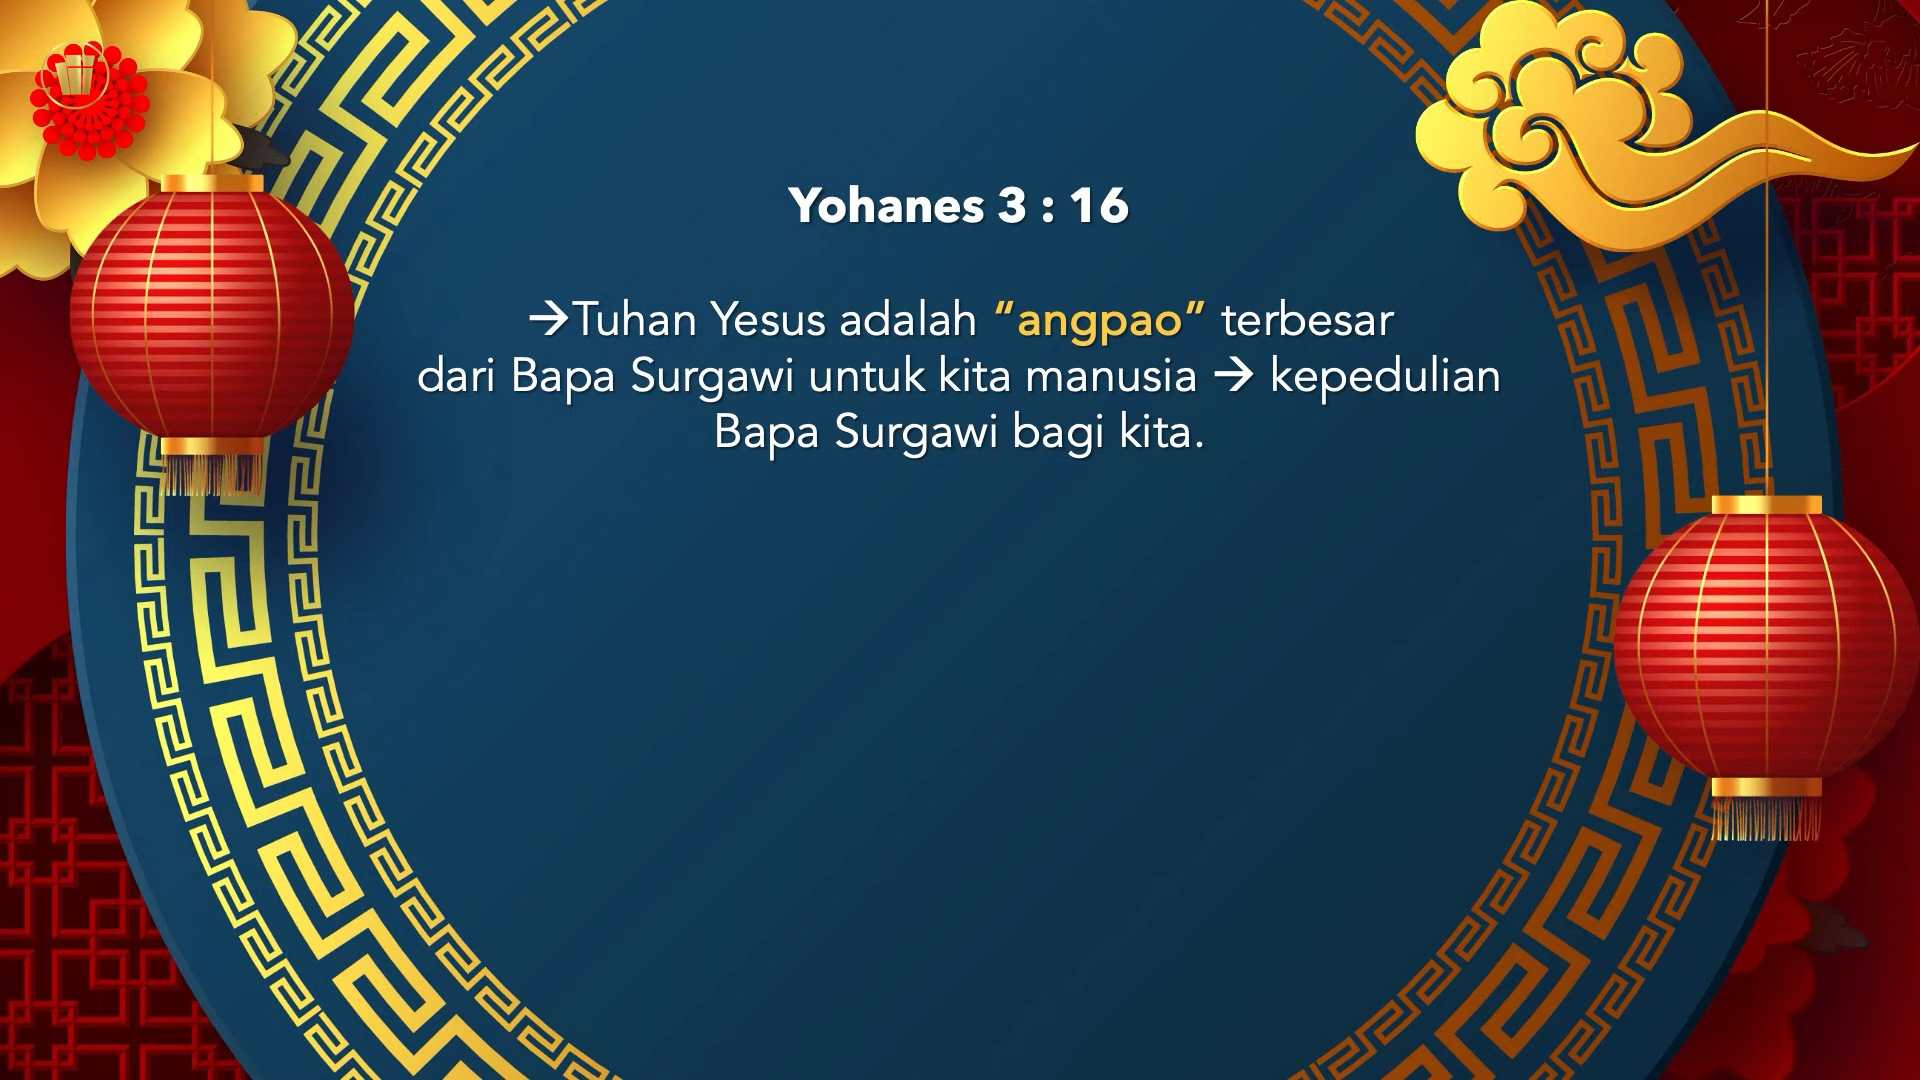 Yohanes 3 : 16
→Tuhan Yesus adalah “angpao” terbesar
dari Bapa Surgawi untuk kita manusia → kepedulian
Bapa Surgawi bagi kita.